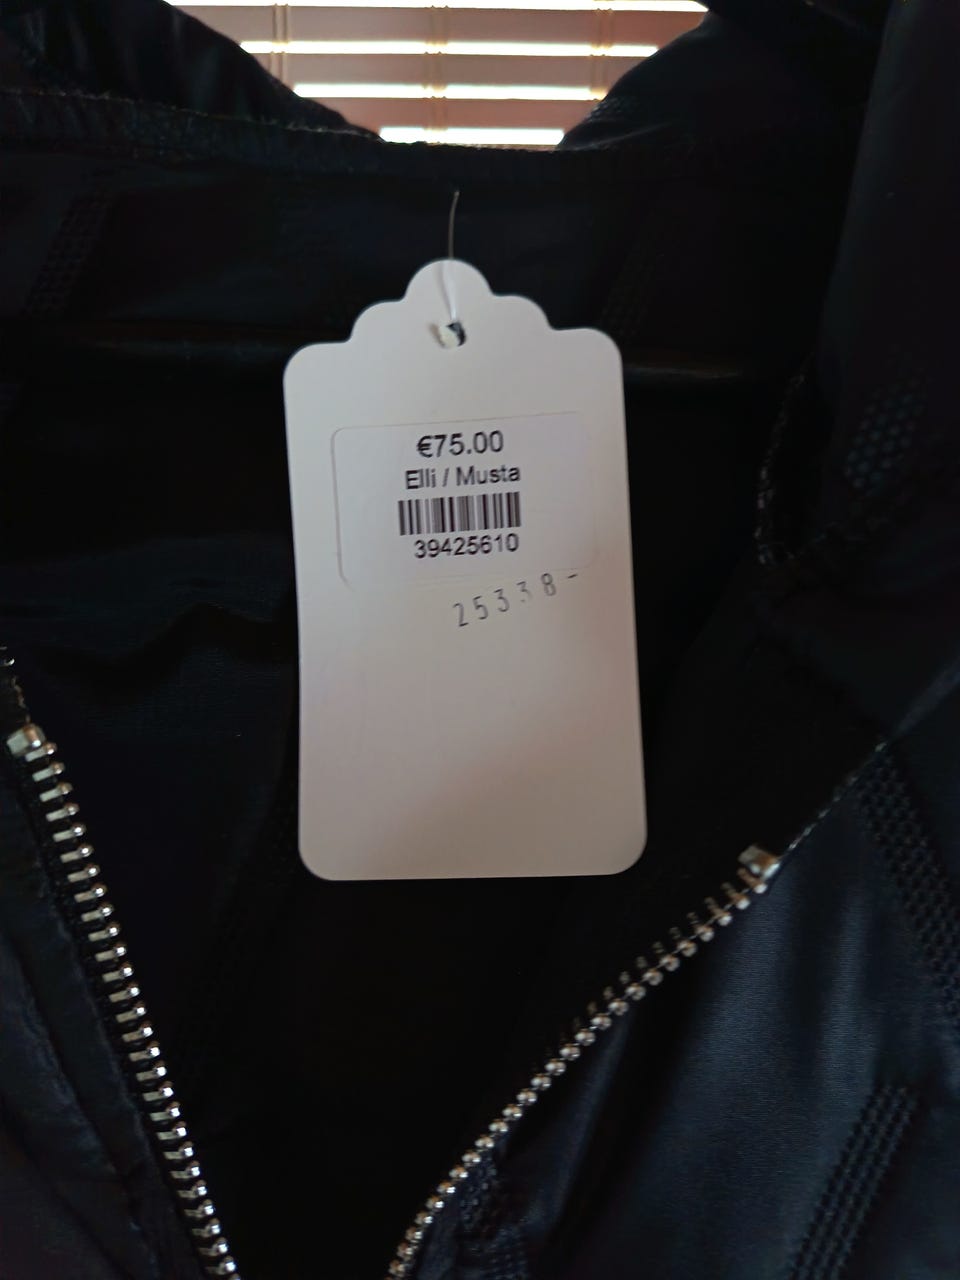 €75.00
Elli / Musta
39425610
25338-